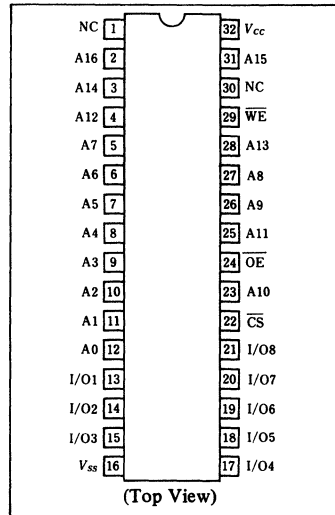 NC 1 32 Vcc
A16 2 31 A15
A14 3 30 NC
A12 4 29 W̅E̅
A7 5 28 A13
A6 6 27 A8
A5 7 26 A9
A4 8 25 A11
A3 9 24 O̅E̅
A2 10 23 A10
A1 11 22 C̅S̅
A0 12 21 I/O8
I/O1 13 20 I/O7
I/O2 14 19 I/O6
I/O3 15 18 I/O5
Vss 16 17 I/O4
(Top View)